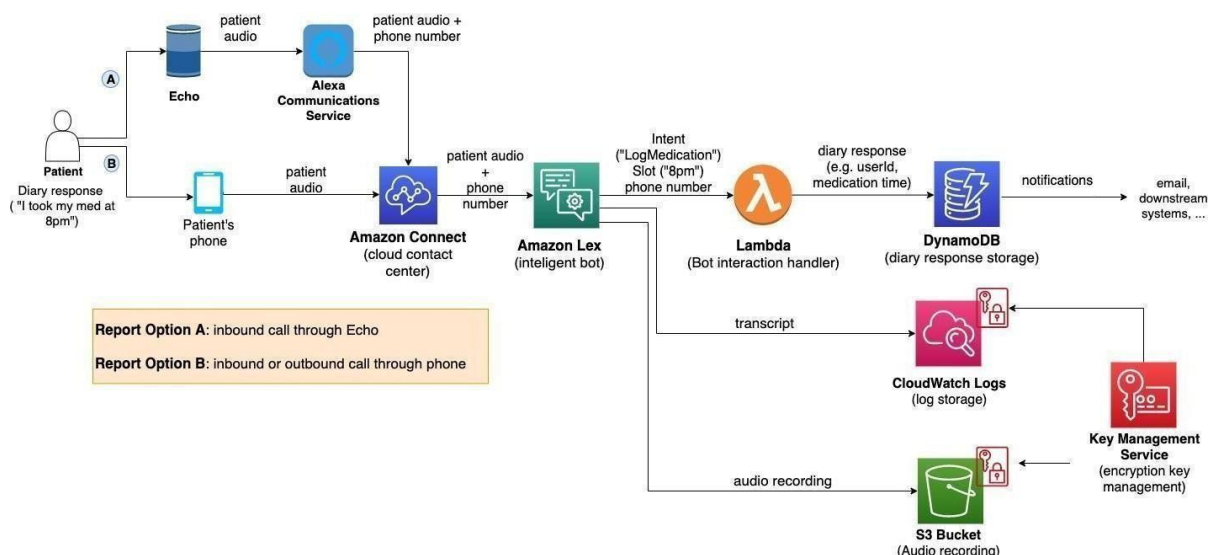 patient
audio
patient audio +
phone number
A
Echo
Alexa
Communications
Service
Patient
B
Diary response
( "I took my med at
8pm")
Patient's
phone
patient
audio
Amazon Connect
(cloud contact
center)
patient audio
+
phone
number
Amazon Lex
(inteligent bot)
Intent
("LogMedication")
Slot ("8pm")
phone number
Lambda
(Bot interaction handler)
diary response
(e.g. userId,
medication time)
DynamoDB
(diary response storage)
notifications
email,
downstream
systems, ...
Report Option A: inbound call through Echo
Report Option B: inbound or outbound call through phone
transcript
CloudWatch Logs
(log storage)
Key Management
Service
(encryption key
management)
audio recording
S3 Bucket
(Audio recording)